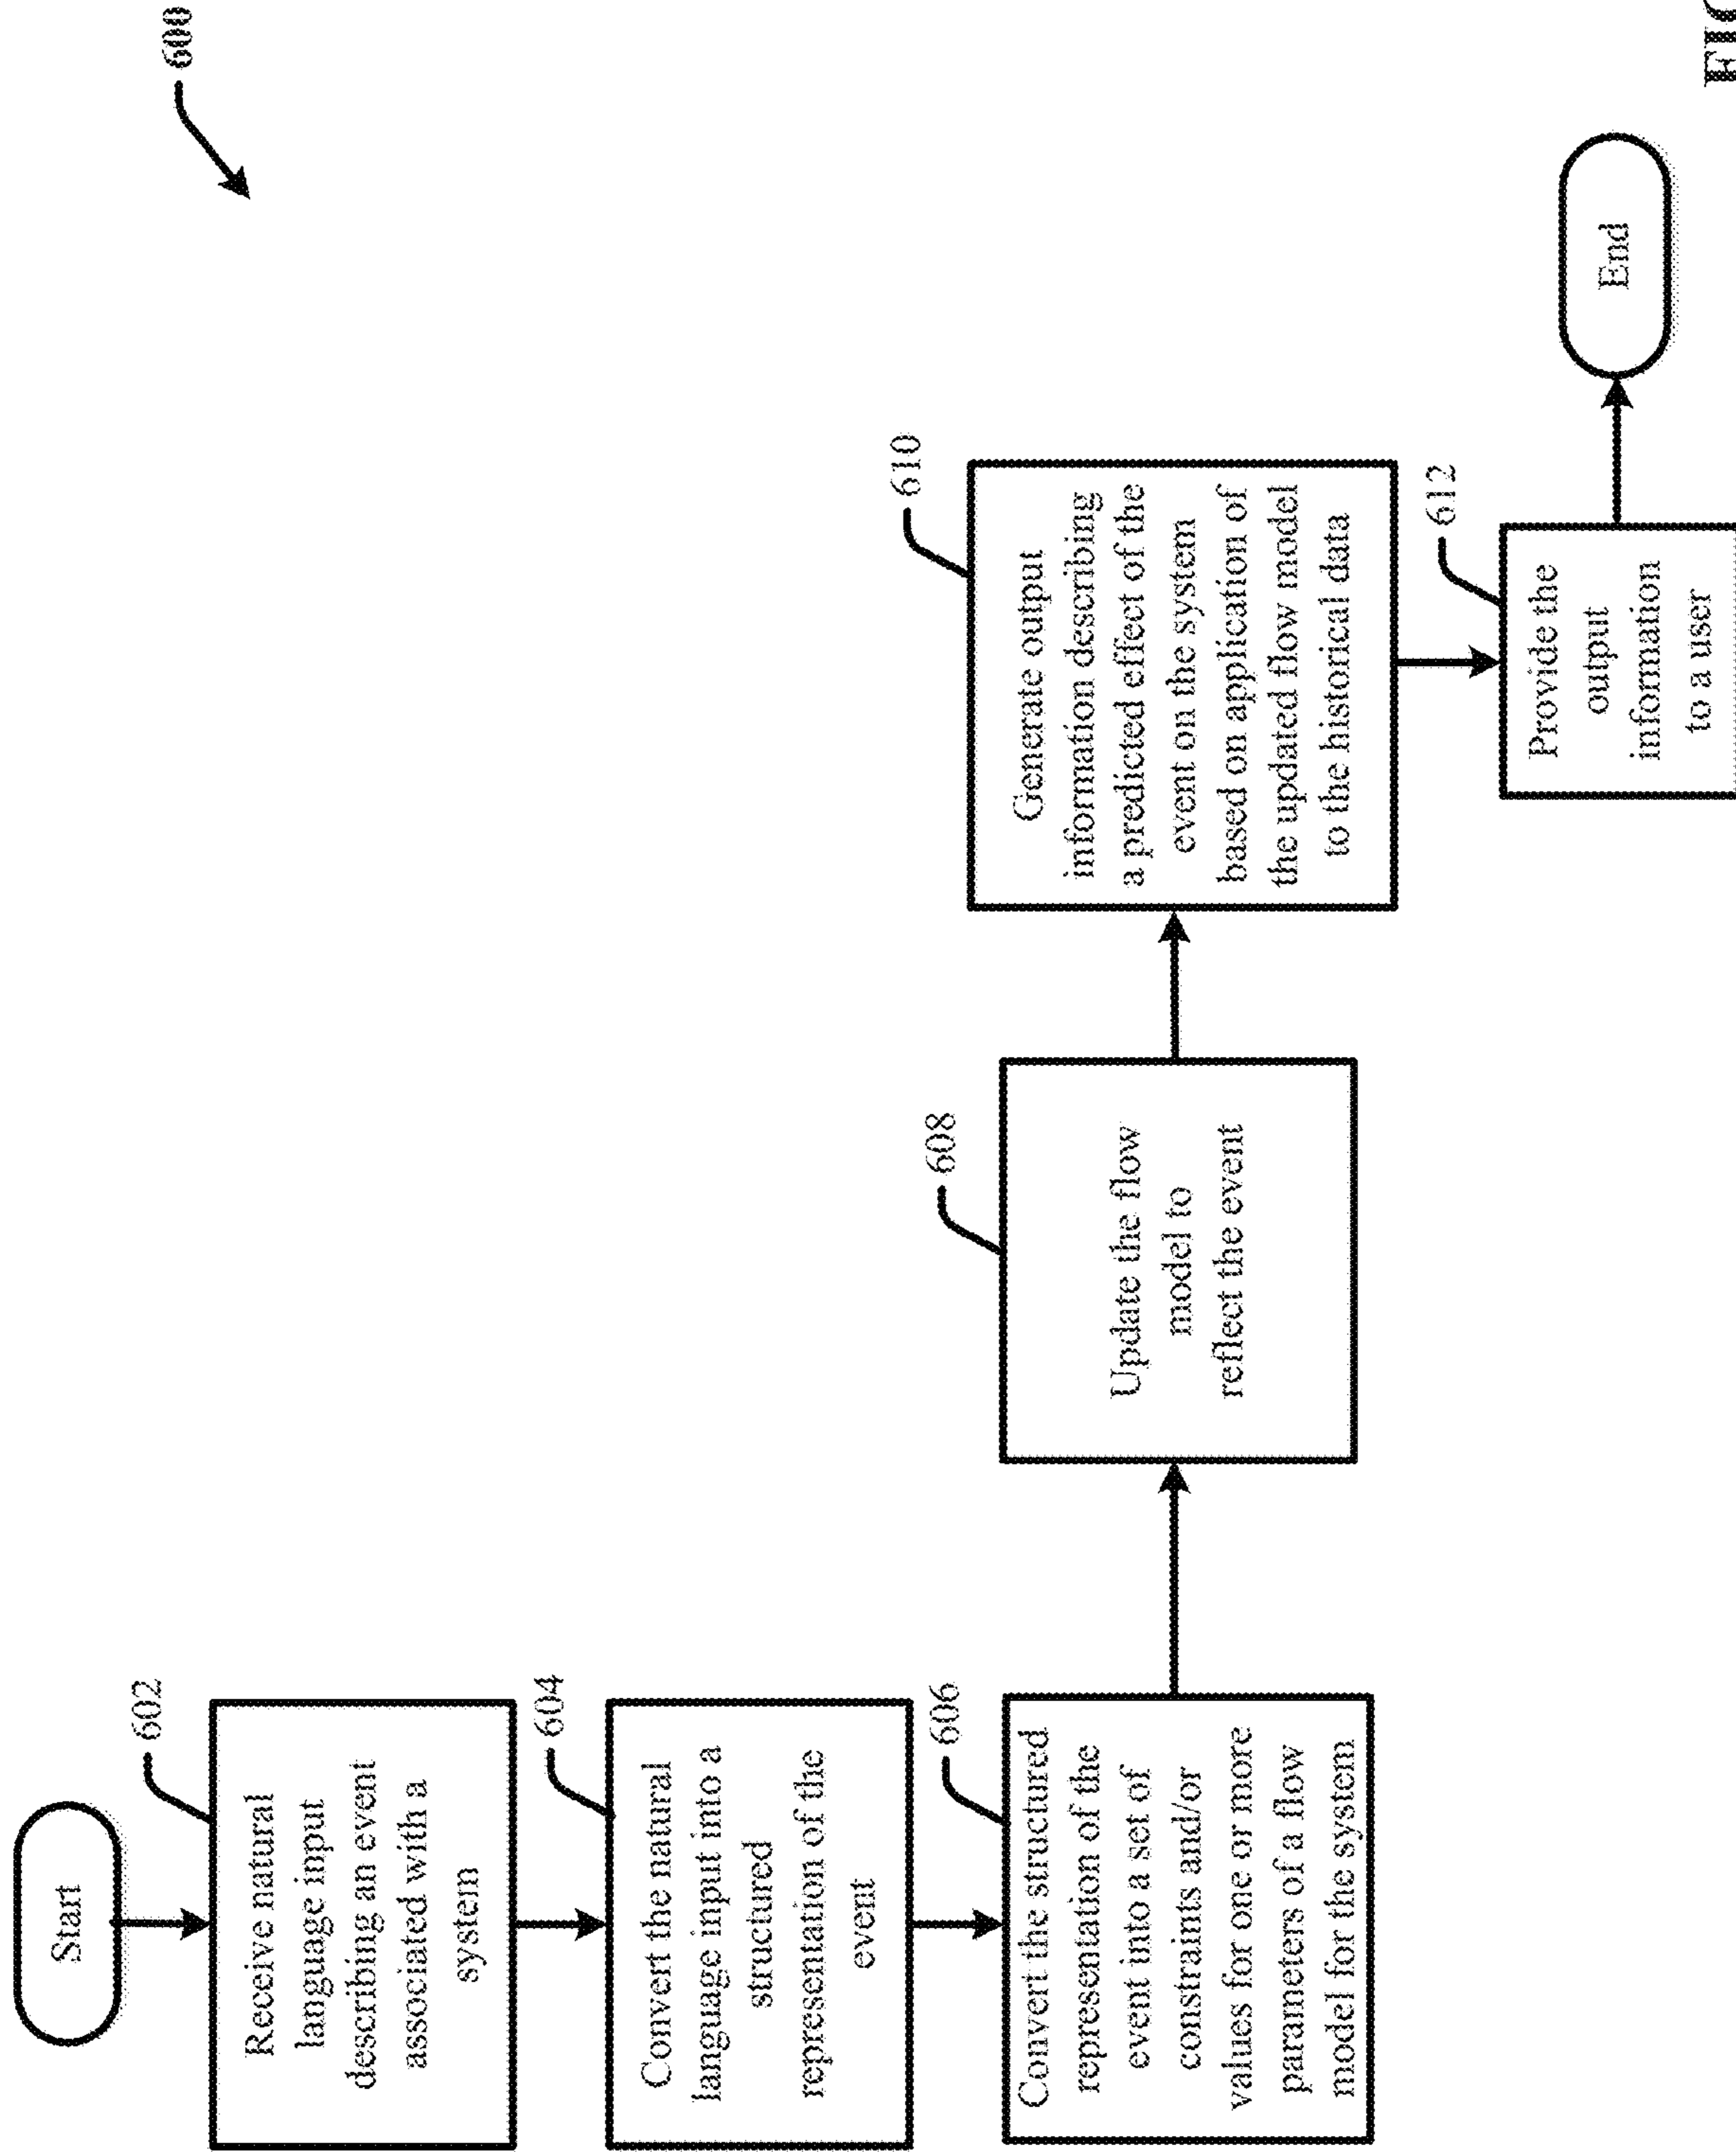 600
Start
602
Receive natural
language input
describing an event
associated with a
system
604
Convert the natural
language input into a
structured
representation of the
event
606
Convert the structured
representation of the
event into a set of
constraints and/or
values for one or more
parameters of a flow
model for the system
608
Update the flow
model to
reflect the event
610
Generate output
information describing
a predicted effect of the
event on the system
based on application of
the updated flow model
to the historical data
612
Provide the
output
information
to a user
End